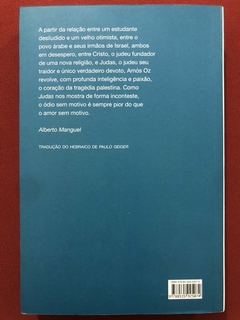 A partir da relação entre um estudante
desiludido e um velho otimista, entre o
povo árabe e seus irmãos de Israel, ambos
em desespero, entre Cristo, o judeu fundador
de uma nova religião, e Judas, o judeu seu
traidor e único verdadeiro devoto, Amós Oz
revolve, com profunda inteligência e paixão,
o coração da tragédia palestina. Como
Judas nos mostra de forma inconteste,
o ódio sem motivo é sempre pior do que
o amor sem motivo.
Alberto Manguel
TRADUÇÃO DO HEBRAICO DE PAULO GEIGER